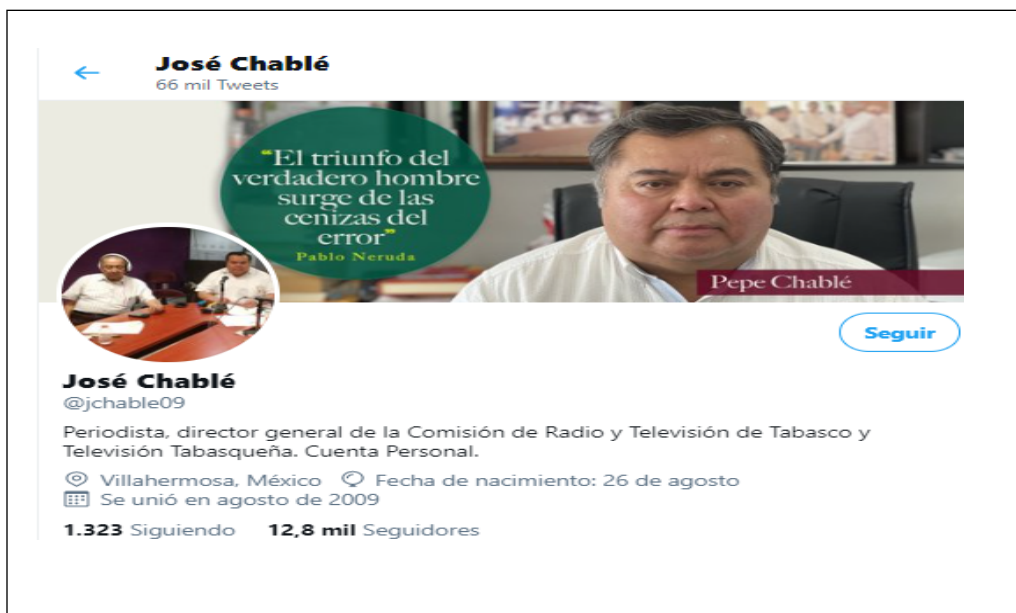 José Chablé
66 mil Tweets
“El triunfo del
verdadero hombre
surge de las
cenizas del
error”
Pablo Neruda
Pepe Chablé
Seguir
José Chablé
@jchable09
Periodista, director general de la Comisión de Radio y Televisión de Tabasco y
Televisión Tabasqueña. Cuenta Personal.
Villahermosa, México Fecha de nacimiento: 26 de agosto
Se unió en agosto de 2009
1.323 Siguiendo 12,8 mil Seguidores